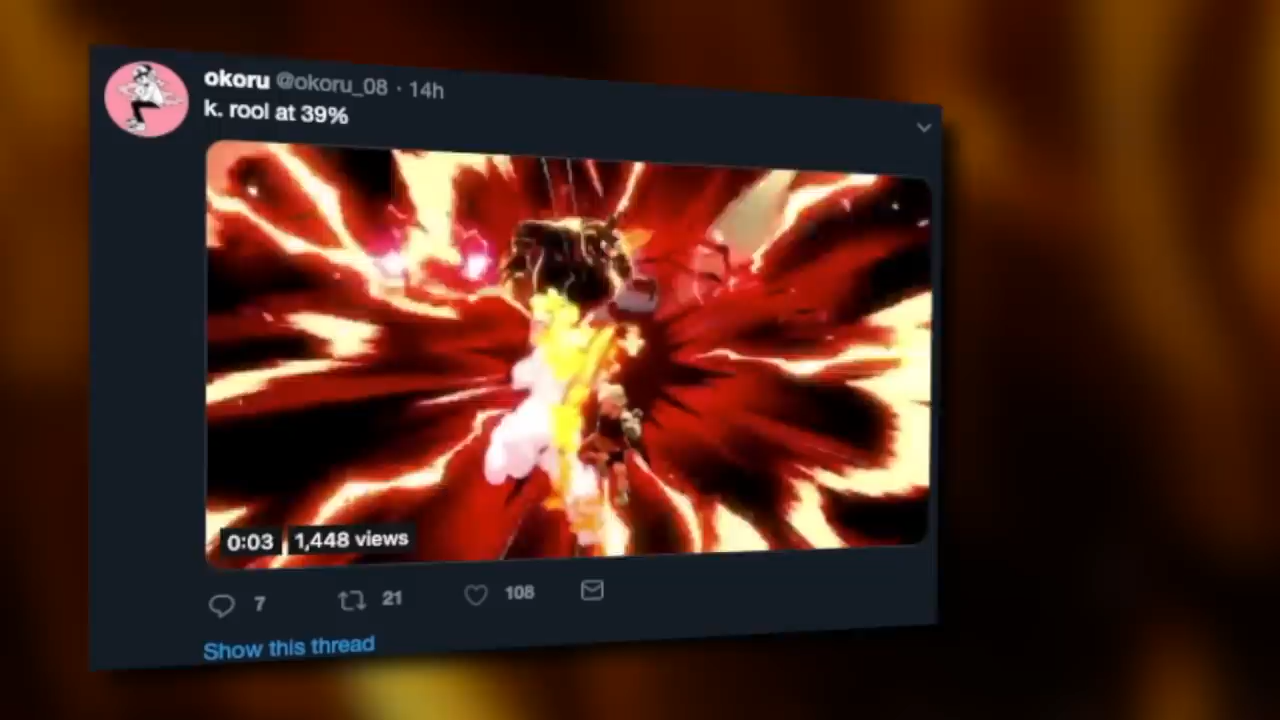 okoru @okoru_08 · 14h
k. rool at 39%
0:03 1,448 views
7 21 108
Show this thread